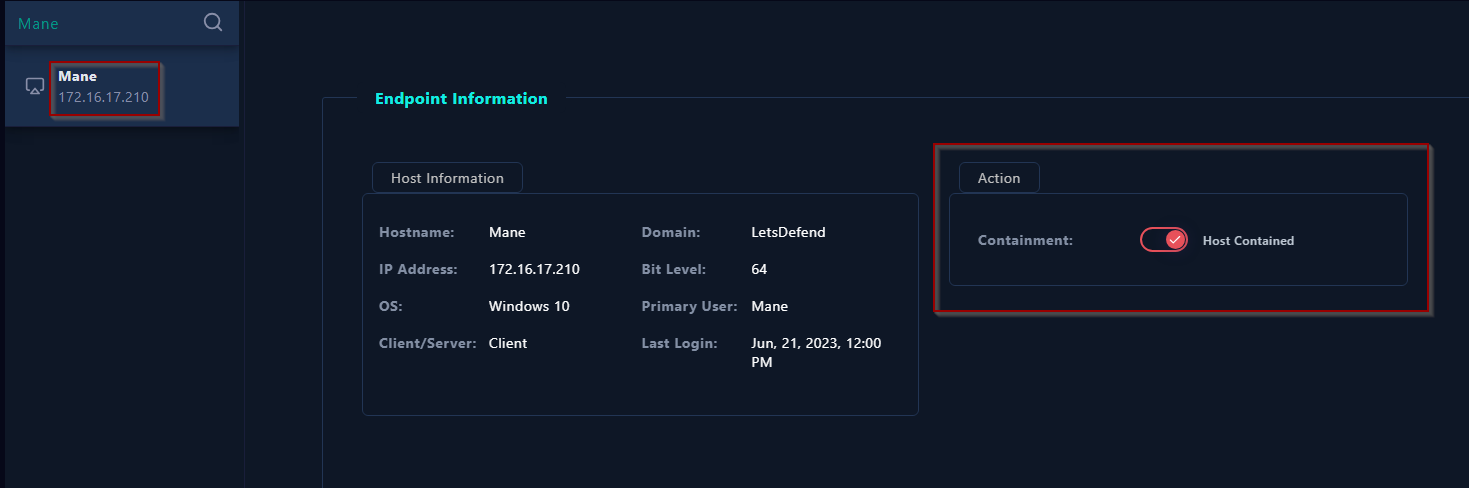 Mane
Mane
172.16.17.210
Endpoint Information
Host Information
Hostname: Mane Domain: LetsDefend
IP Address: 172.16.17.210 Bit Level: 64
OS: Windows 10 Primary User: Mane
Client/Server: Client Last Login: Jun, 21, 2023, 12:00
PM
Action
Containment: Host Contained